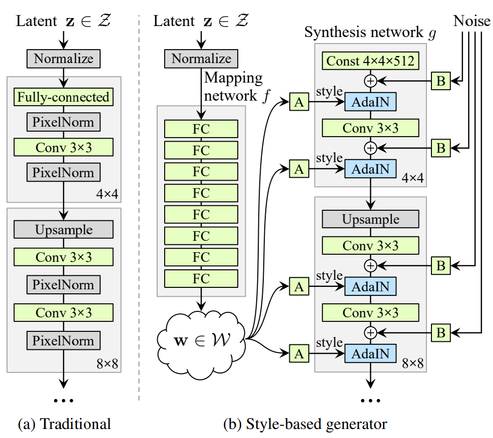 Latent z ∈ Z
Normalize
Fully-connected
PixelNorm
Conv 3×3
PixelNorm
4×4
Upsample
Conv 3×3
PixelNorm
Conv 3×3
PixelNorm
8×8
...
(a) Traditional
Latent z ∈ Z
Normalize
Mapping
network f
FC
FC
FC
FC
FC
FC
FC
FC
w ∈ W
Synthesis network g
Noise
Const 4×4×512
B
A
style
AdaIN
Conv 3×3
B
A
style
AdaIN
4×4
Upsample
Conv 3×3
B
A
style
AdaIN
Conv 3×3
B
A
style
AdaIN
8×8
...
(b) Style-based generator